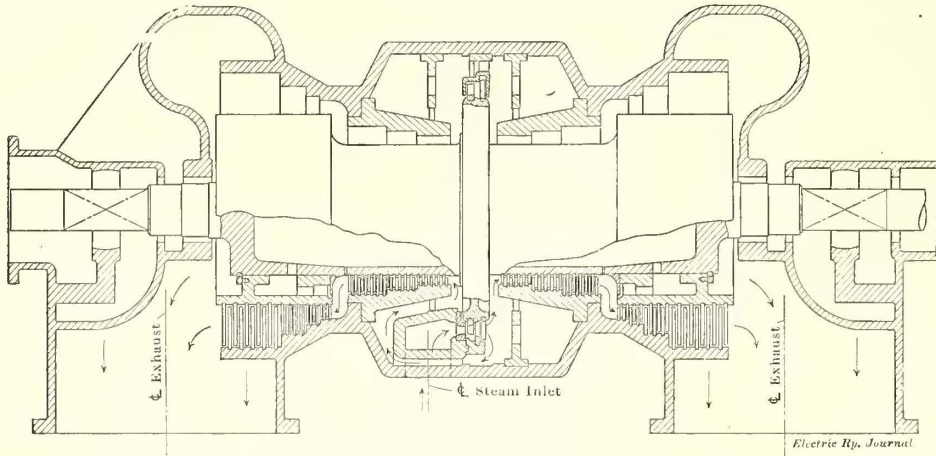 ℄ Exhaust
℄ Steam Inlet
℄ Exhaust
Electric Ry. Journal